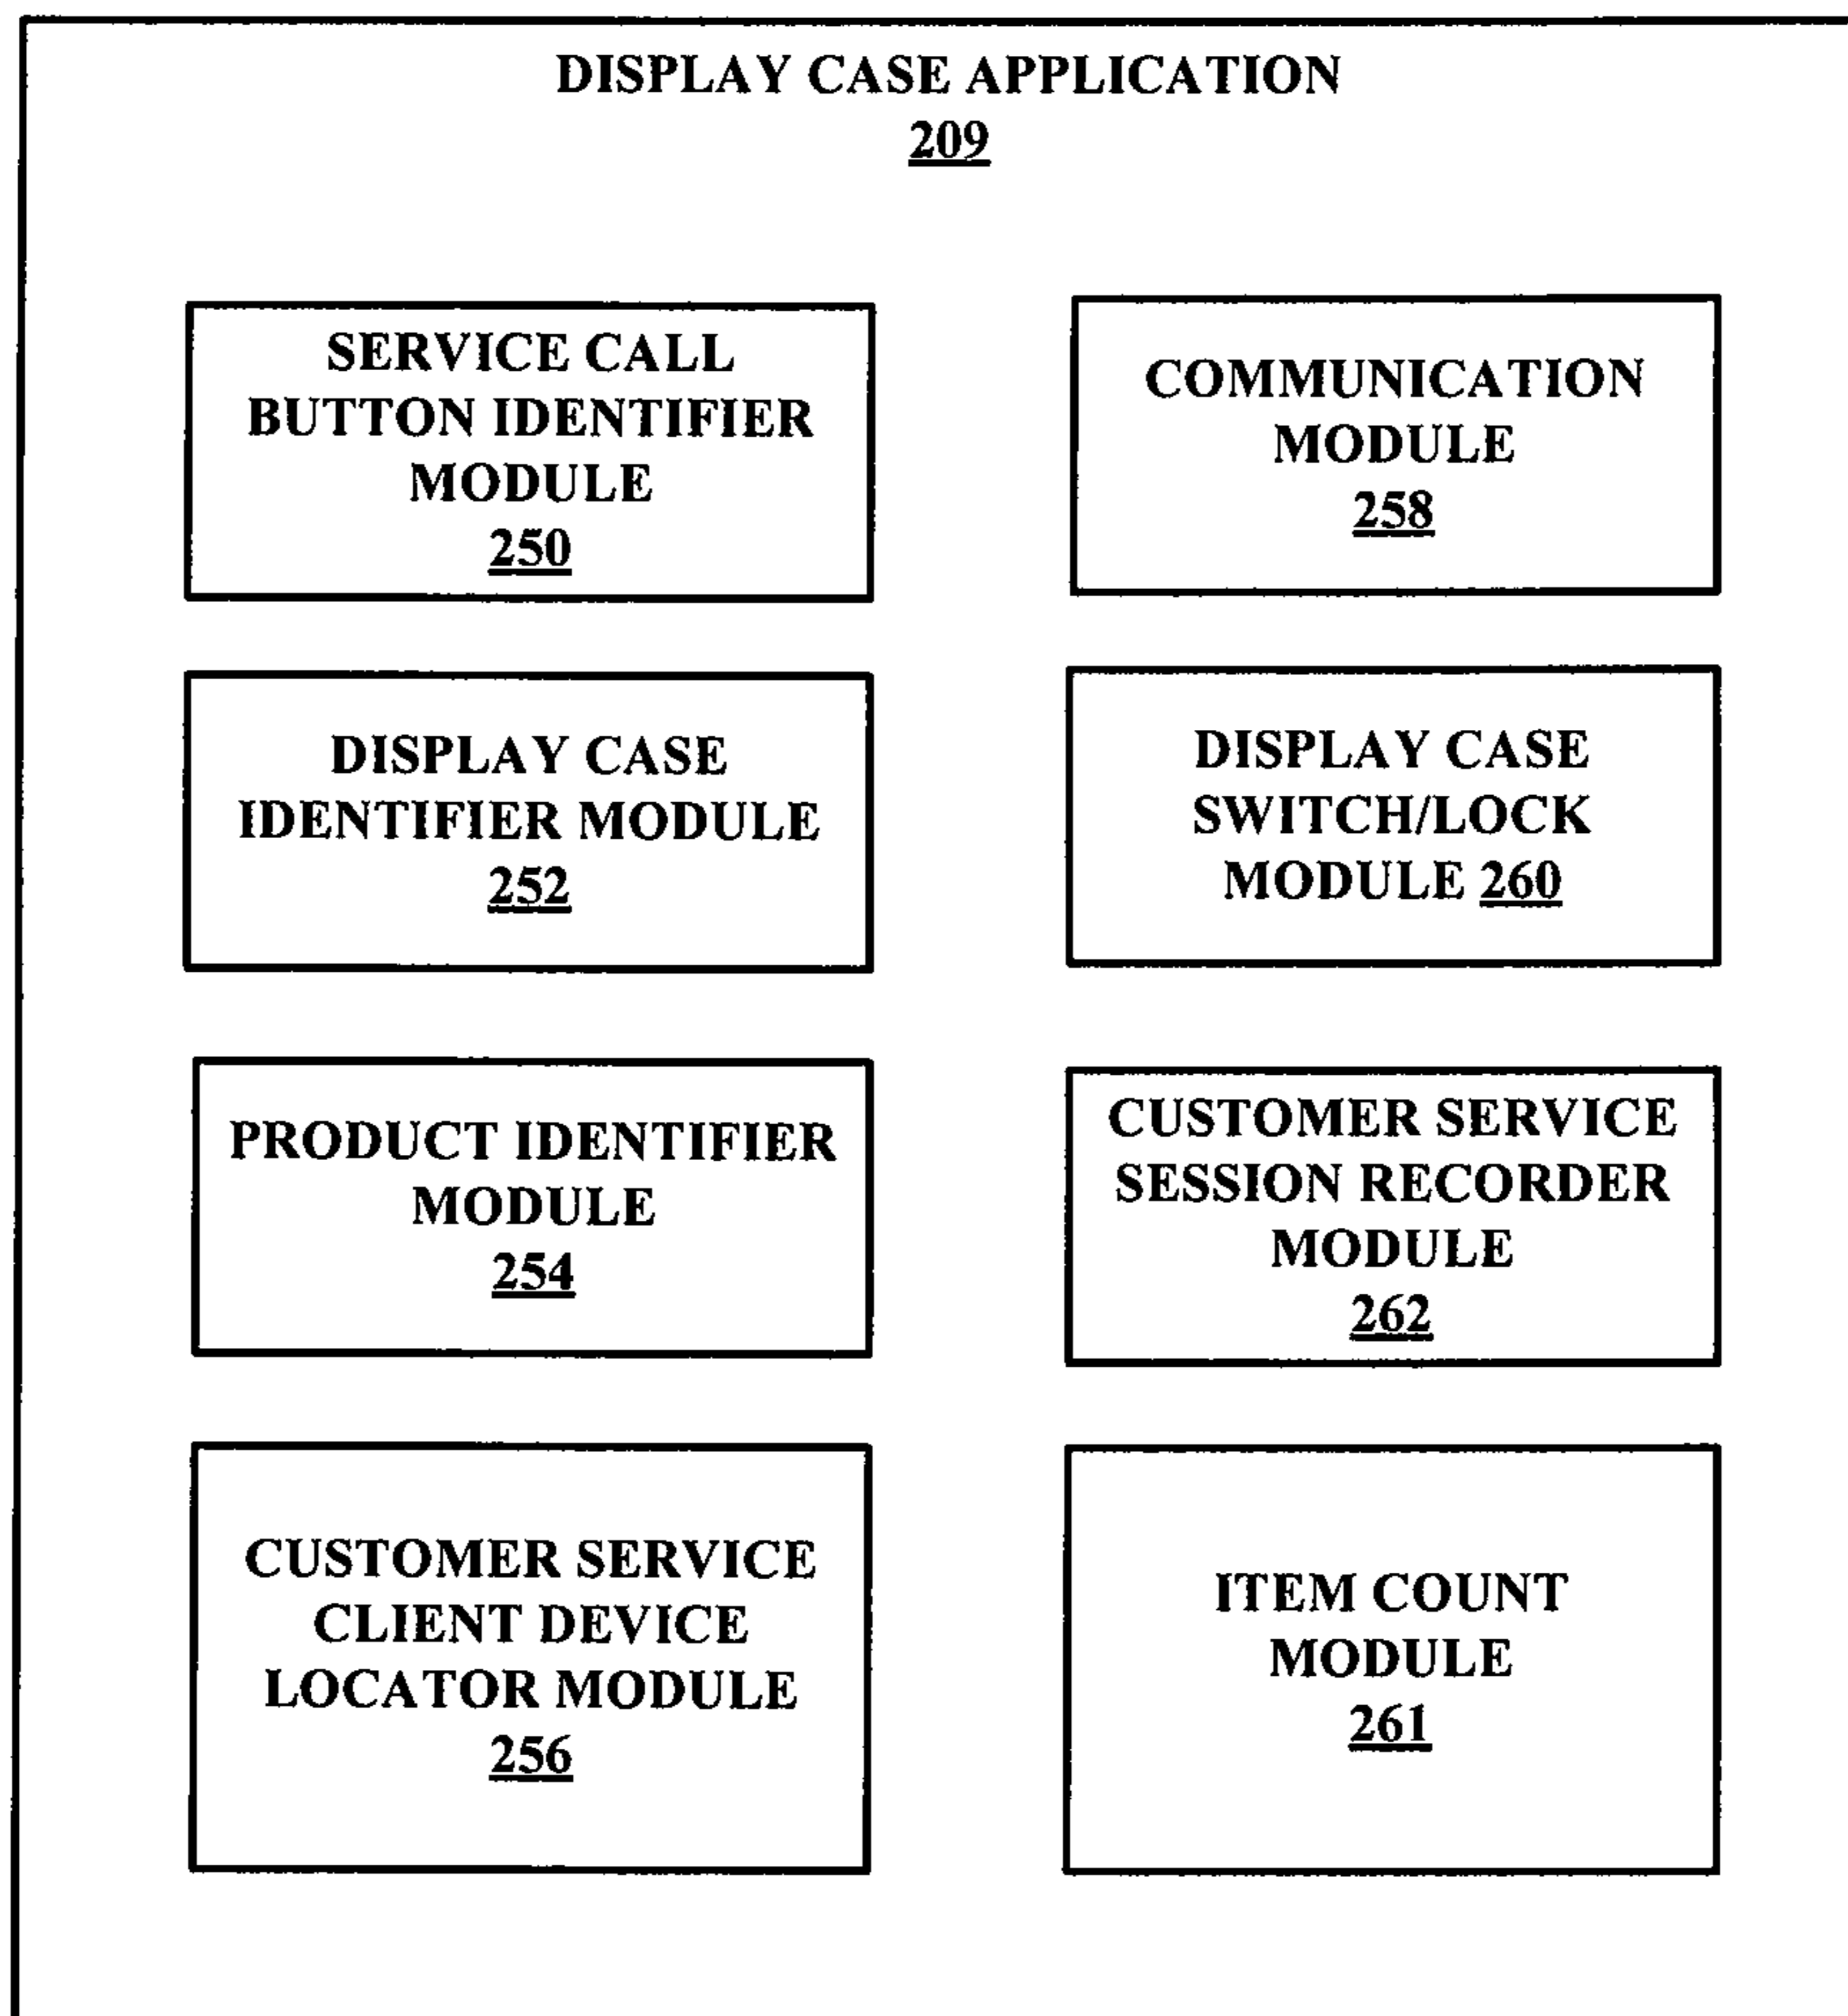 DISPLAY CASE APPLICATION
209
SERVICE CALL
BUTTON IDENTIFIER
MODULE
250
COMMUNICATION
MODULE
258
DISPLAY CASE
IDENTIFIER MODULE
252
DISPLAY CASE
SWITCH/LOCK
MODULE 260
PRODUCT IDENTIFIER
MODULE
254
CUSTOMER SERVICE
SESSION RECORDER
MODULE
262
CUSTOMER SERVICE
CLIENT DEVICE
LOCATOR MODULE
256
ITEM COUNT
MODULE
261